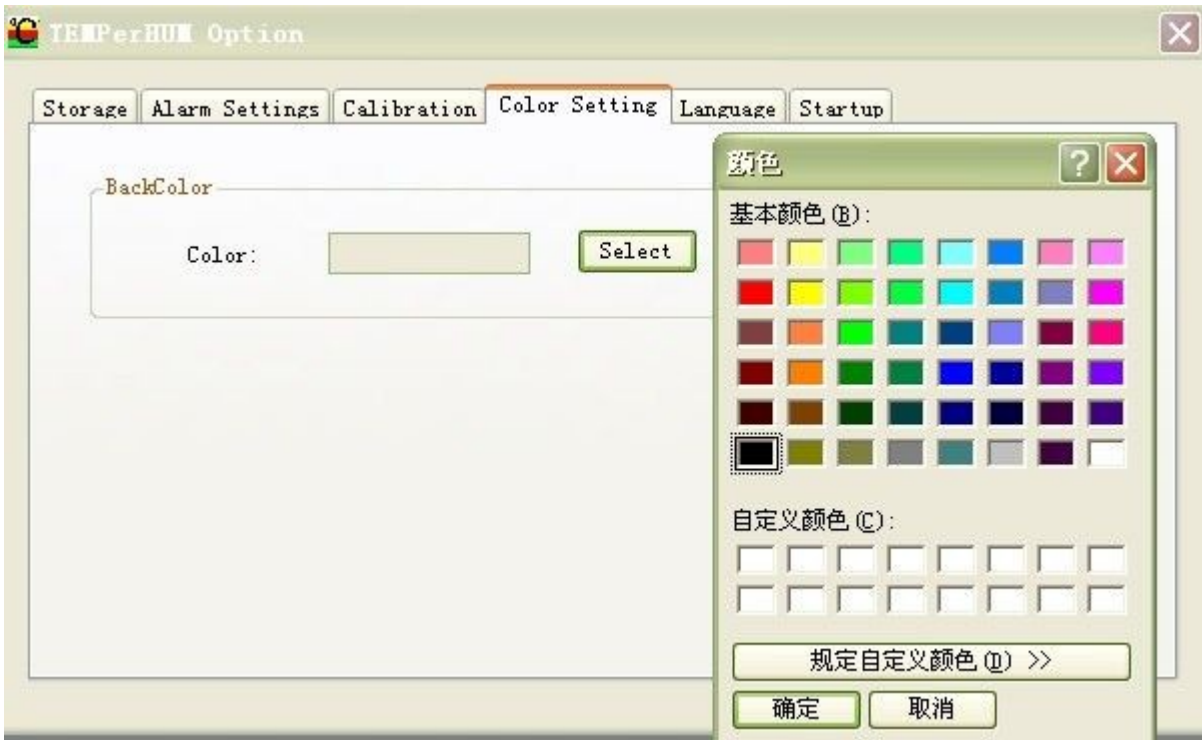 TEMPerHUM Option
Storage Alarm Settings Calibration Color Setting Language Startup
BackColor
Color:
Select
颜色
基本颜色(B):
自定义颜色(C):
规定自定义颜色(D) >>
确定 取消